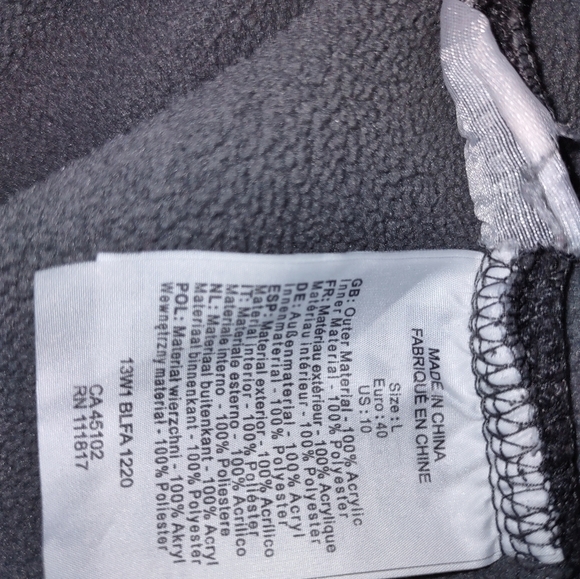 MADE IN CHINA
FABRIQUÉ EN CHINE
Size: L
Euro: 40
US: 10
GB: Outer Material - 100% Acrylic
Inner Material - 100% Polyester
FR: Matériau extérieur - 100% Acrylique
Matériau intérieur - 100% Polyester
DE: Außenmaterial - 100% Acryl
Innenmaterial - 100% Polyester
ESP: Material exterior - 100% Acrilico
Material interior - 100% Polyester
IT: Materiale esterno - 100% Acrilico
Materiale interno - 100% Poliestere
NL: Materiaal buitenkant - 100% Acryl
Materiaal binnenkant - 100% Polyester
POL: Materiał wierzchni - 100% Akryl
Wewnętrzny materiał - 100% Poliester
13W1 BLFA 1220
CA 45102
RN 111817